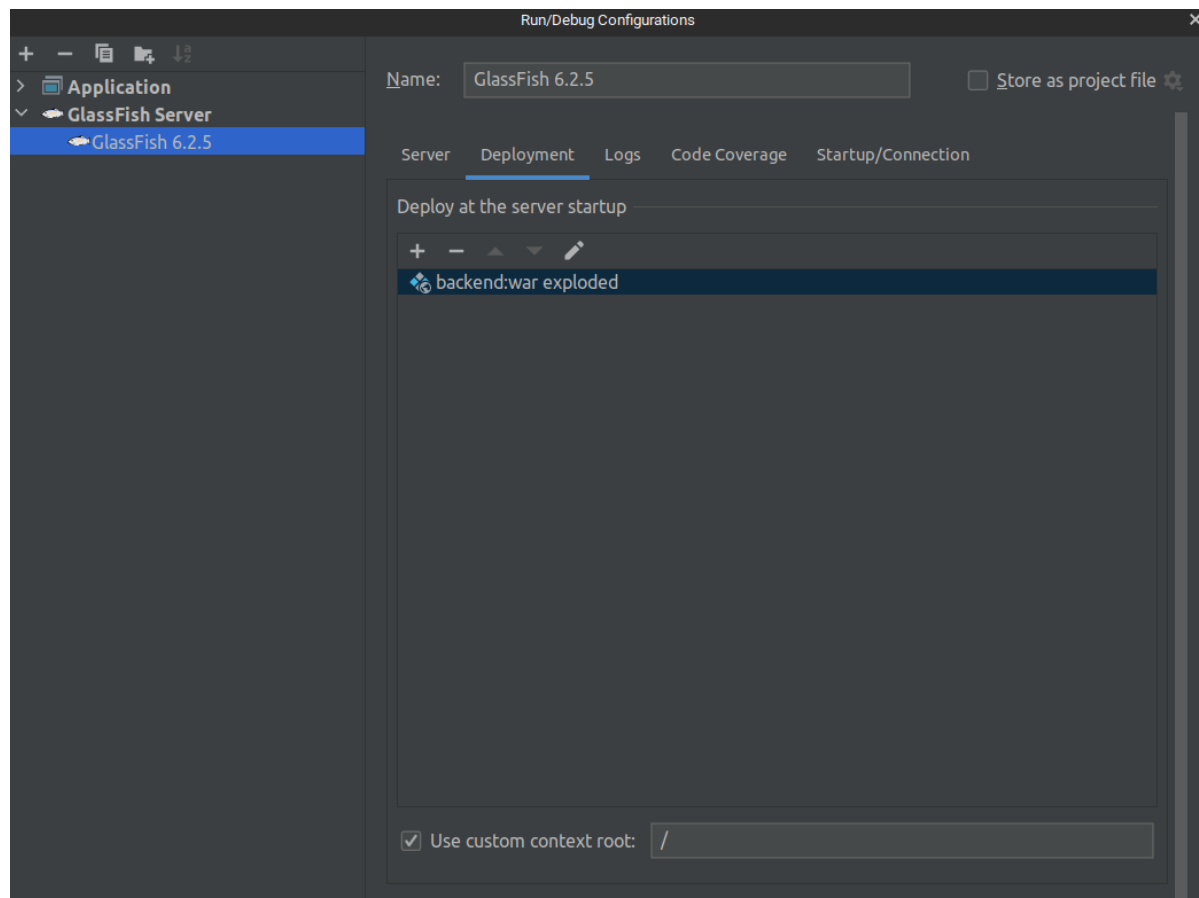 Run/Debug Configurations
Application
GlassFish Server
GlassFish 6.2.5
Name: GlassFish 6.2.5 Store as project file
Server Deployment Logs Code Coverage Startup/Connection
Deploy at the server startup
backend:war exploded
Use custom context root: /